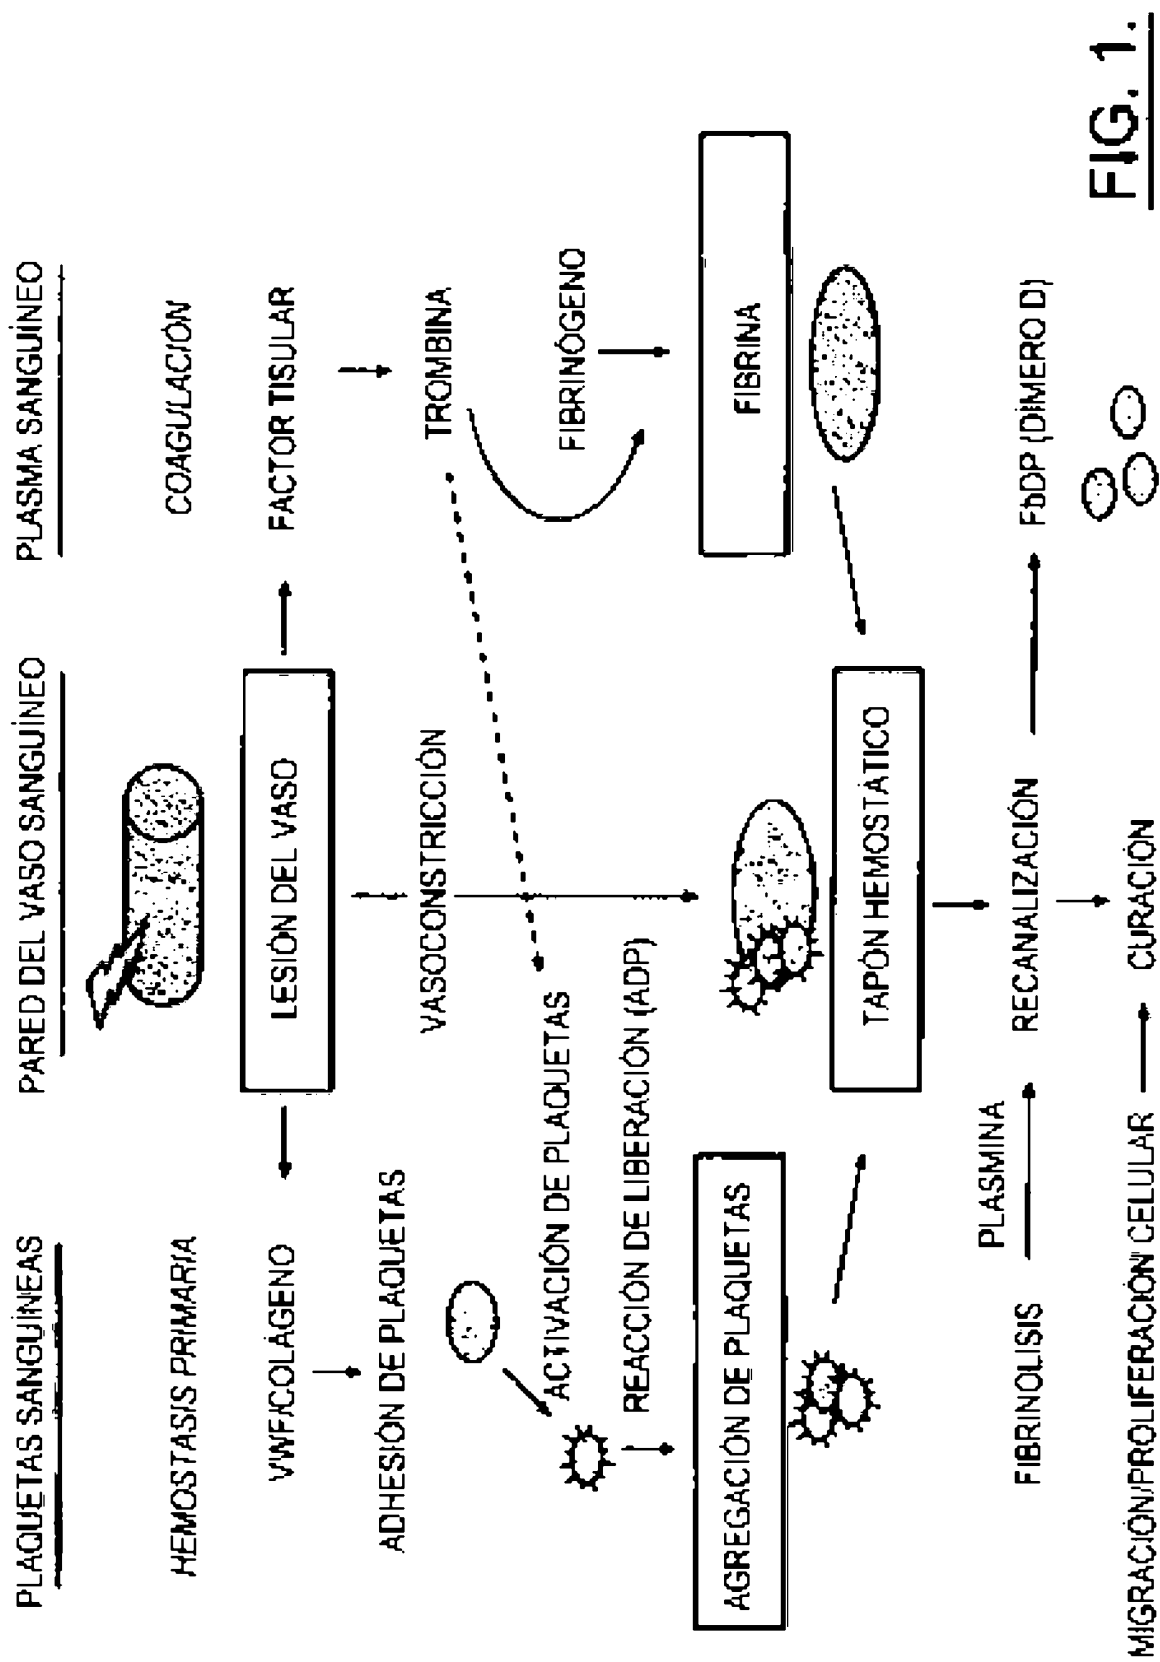 PLAQUETAS SANGUÍNEAS
PARED DEL VASO SANGUÍNEO
PLASMA SANGUÍNEO
HEMOSTASIS PRIMARIA
COAGULACIÓN
VWF/COLÁGENO
LESIÓN DEL VASO
FACTOR TISULAR
ADHESIÓN DE PLAQUETAS
VASOCONSTRICCIÓN
TROMBINA
ACTIVACIÓN DE PLAQUETAS
FIBRINÓGENO
REACCIÓN DE LIBERACIÓN (ADP)
AGREGACIÓN DE PLAQUETAS
FIBRINA
TAPÓN HEMOSTÁTICO
PLASMINA
FIBRINOLISIS
RECANALIZACIÓN
FbDP (DÍMERO D)
MIGRACIÓN/PROLIFERACIÓN CELULAR
CURACIÓN
FIG. 1.